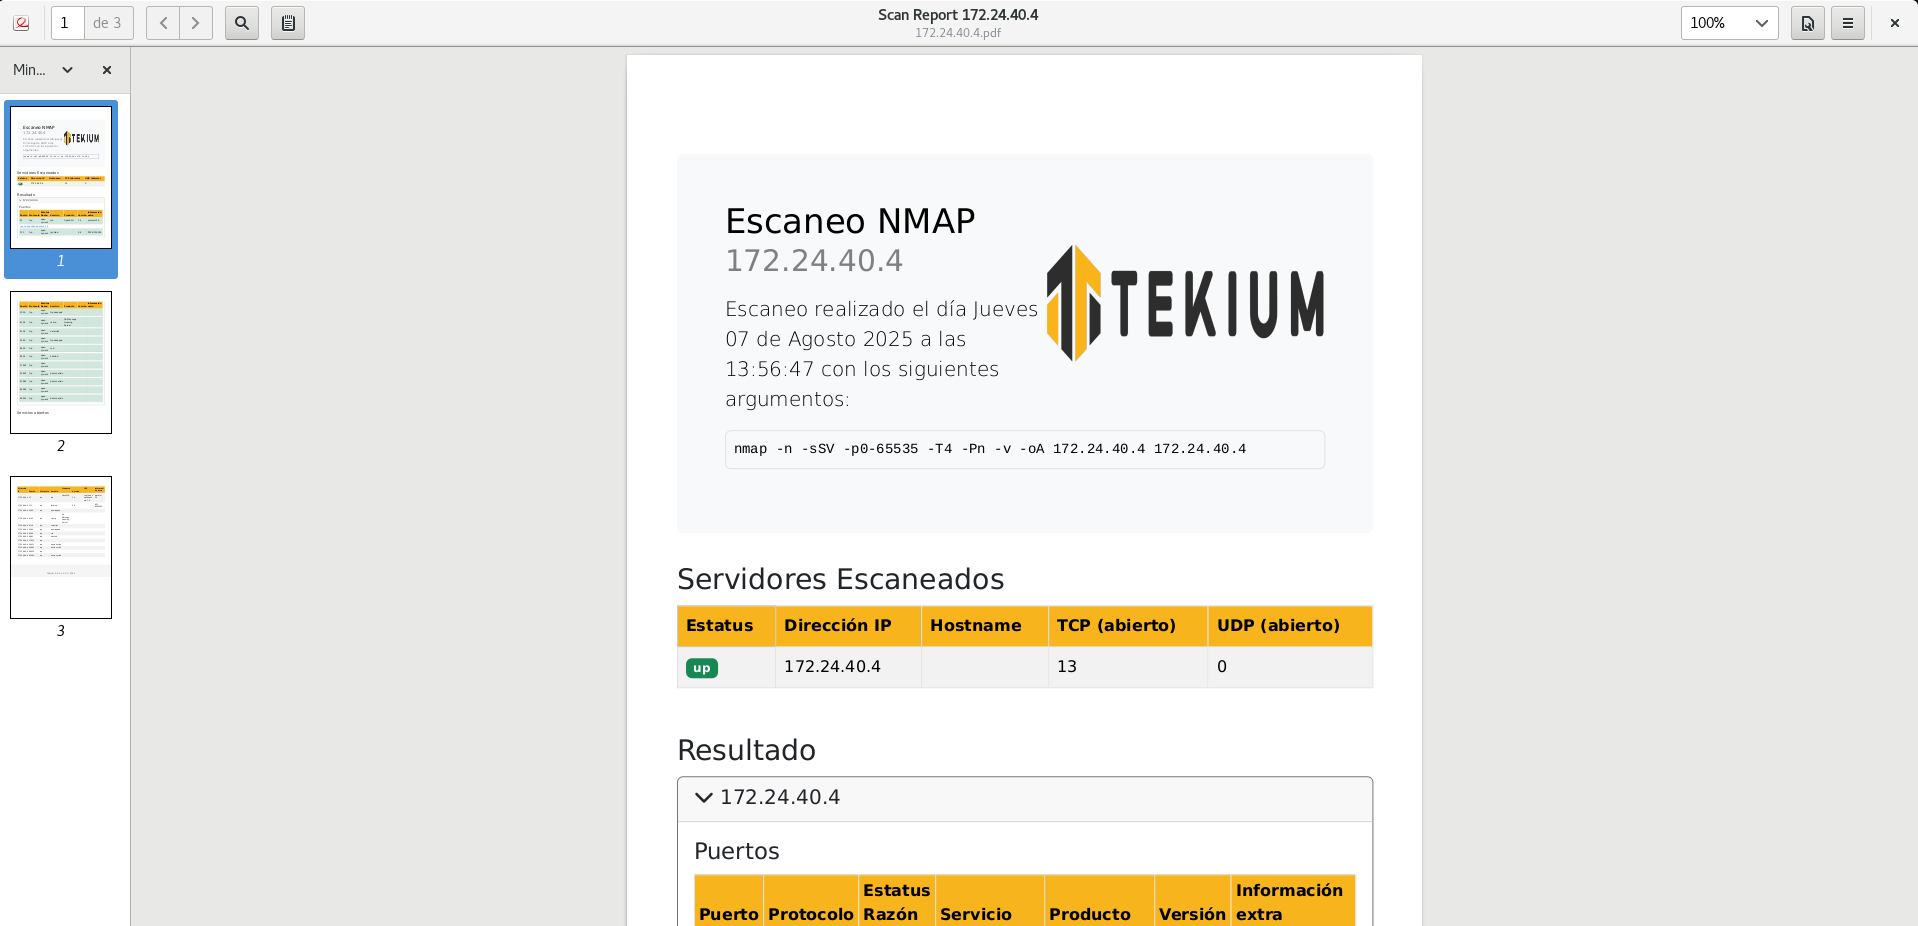 Scan Report 172.24.40.4
172.24.40.4.pdf
1 de 3
100%
Min...
1
2
3
Escaneo NMAP
172.24.40.4
TEKIUM
Escaneo realizado el día Jueves
07 de Agosto 2025 a las
13:56:47 con los siguientes
argumentos:
nmap -n -sSV -p0-65535 -T4 -Pn -v -oA 172.24.40.4 172.24.40.4
Servidores Escaneados
Estatus Dirección IP Hostname TCP (abierto) UDP (abierto)
up 172.24.40.4 13 0
Resultado
172.24.40.4
Puertos
Puerto Protocolo Estatus Razón Servicio Producto Versión Información extra